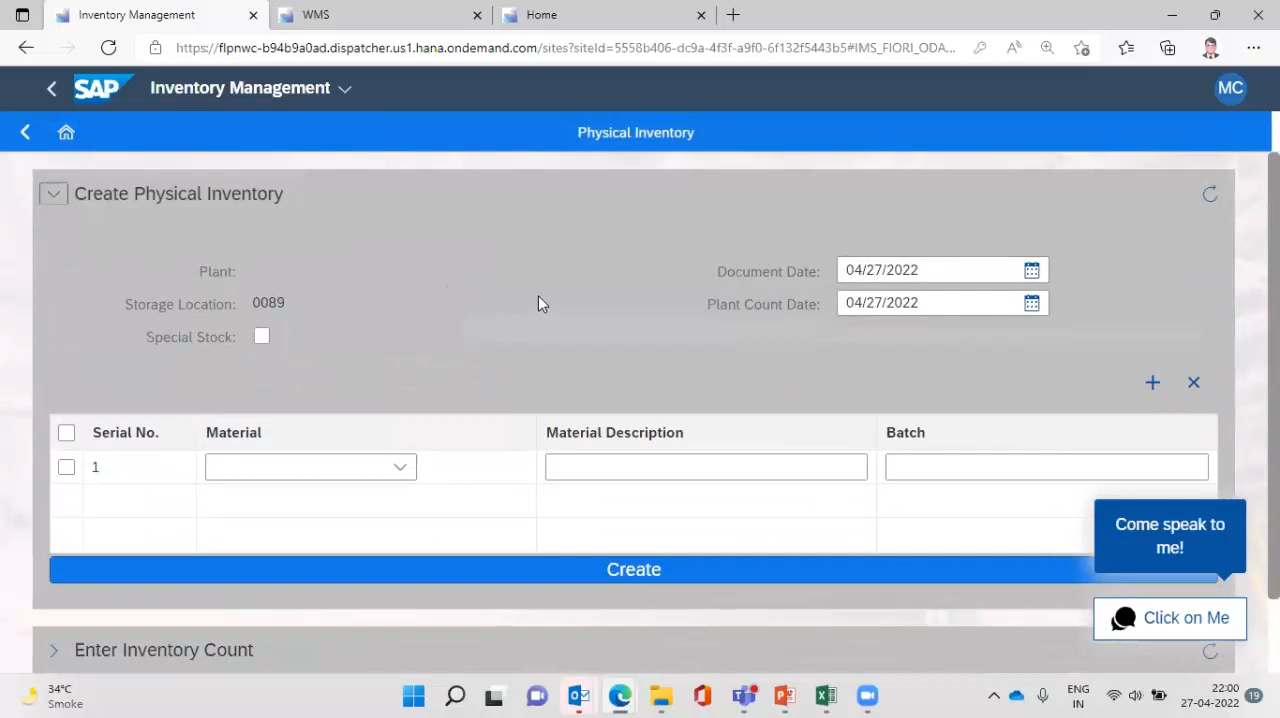 Inventory Management
WMS
Home
https://flpnwc-b94b9a0ad.dispatcher.us1.hana.ondemand.com/sites?siteId=5558b406-dc9a-4f3f-a9f0-6f132f5443b5#IMS_FIORI_ODA...
SAP Inventory Management
MC
Physical Inventory
Create Physical Inventory
Plant:
Document Date: 04/27/2022
Storage Location: 0089
Plant Count Date: 04/27/2022
Special Stock:
Serial No. Material Material Description Batch
1
Come speak to
me!
Create
Click on Me
Enter Inventory Count
34°C
Smoke
ENG
IN
22:00
27-04-2022
19